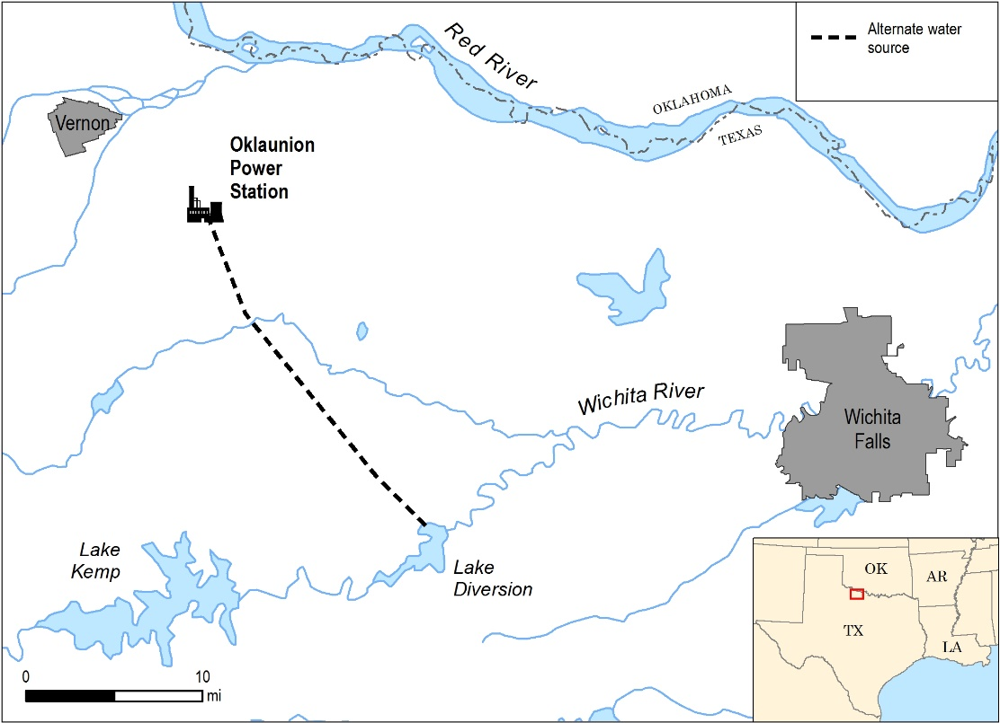 Alternate water
source
Red River
OKLAHOMA
TEXAS
Vernon
Oklaunion
Power
Station
Wichita River
Wichita
Falls
Lake
Kemp
Lake
Diversion
OK
AR
TX
LA
0 10
mi